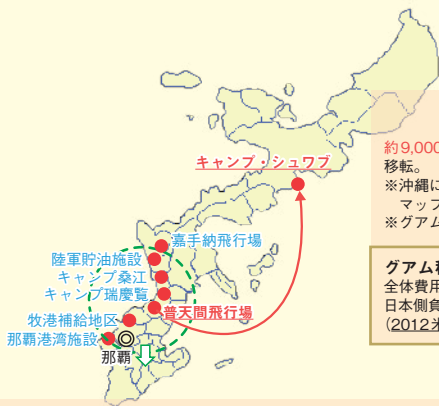 キャンプ・シュワブ
嘉手納飛行場
陸軍貯油施設
キャンプ桑江
キャンプ瑞慶覧
普天間飛行場
牧港補給地区
那覇港湾施設
那覇
約9,000
移転。
※沖縄に
マップ
※グアム
グアム移
全体費用
日本側負
(2012米